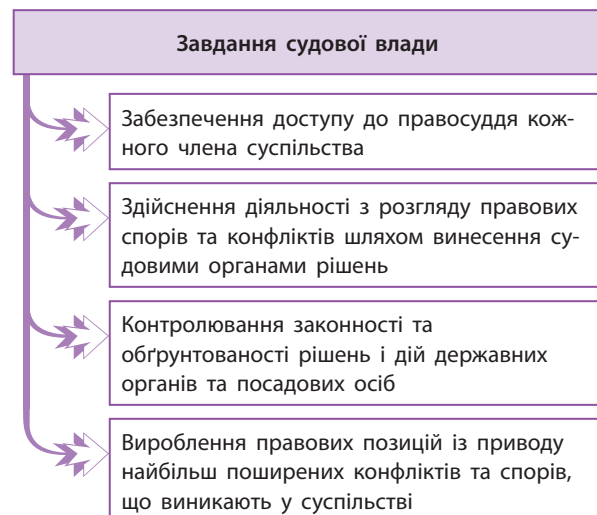 Завдання судової влади
Забезпечення доступу до правосуддя кож-
ного члена суспільства
Здійснення діяльності з розгляду правових
спорів та конфліктів шляхом винесення су-
довими органами рішень
Контролювання законності та
обґрунтованості рішень і дій державних
органів та посадових осіб
Вироблення правових позицій із приводу
найбільш поширених конфліктів та спорів,
що виникають у суспільстві